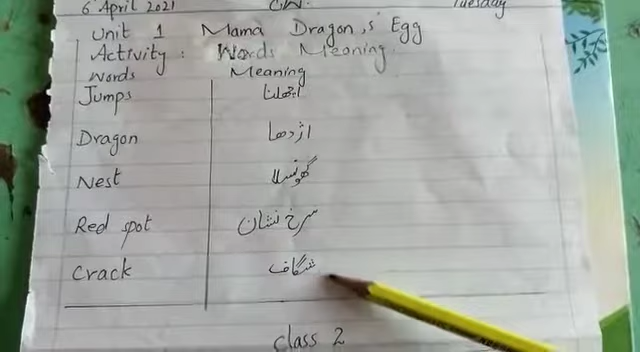 6 April 2021 C.W. Tuesday
Unit 1 Mama Dragon,s Egg
Activity: Words Meaning.
Words Meaning
Jumps اچھلنا
Dragon اژدھا
Nest گھونسلا
Red spot سرخ نشان
Crack شگاف
Class 2